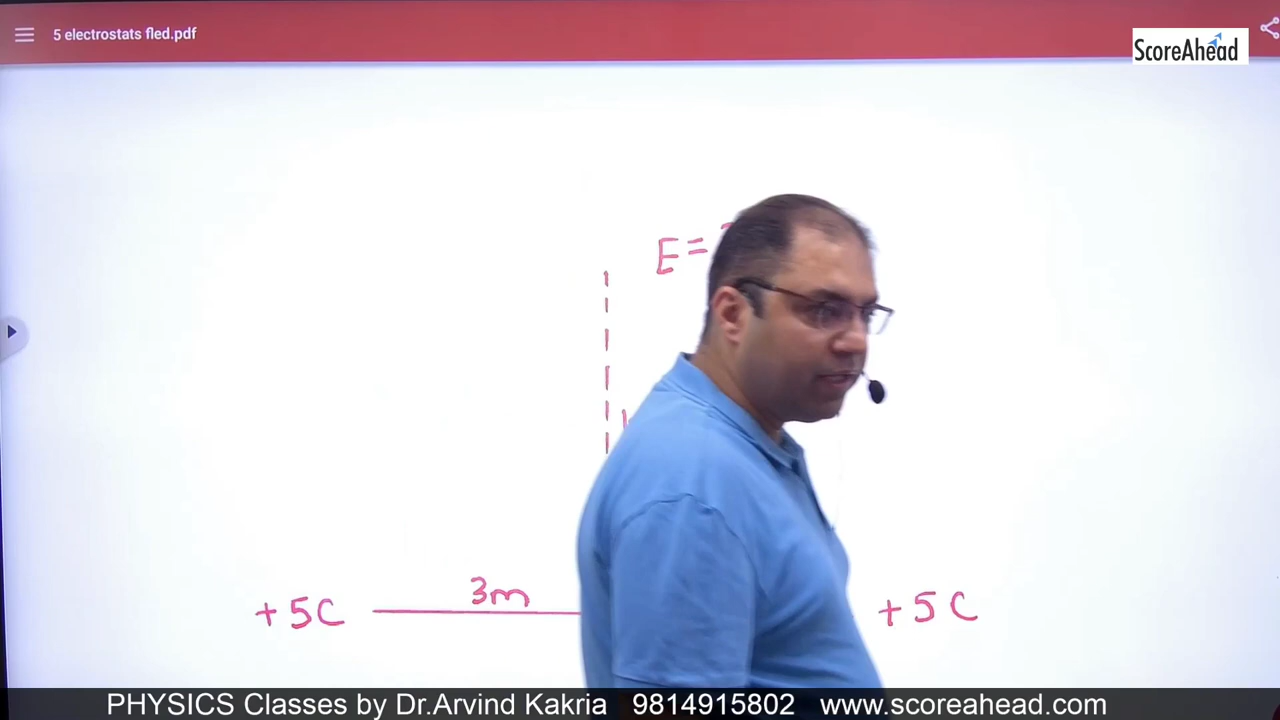 5 electrostats fled.pdf
ScoreAhead
E =
3m
+5C
+5C
PHYSICS Classes by Dr.Arvind Kakria 9814915802 www.scoreahead.com